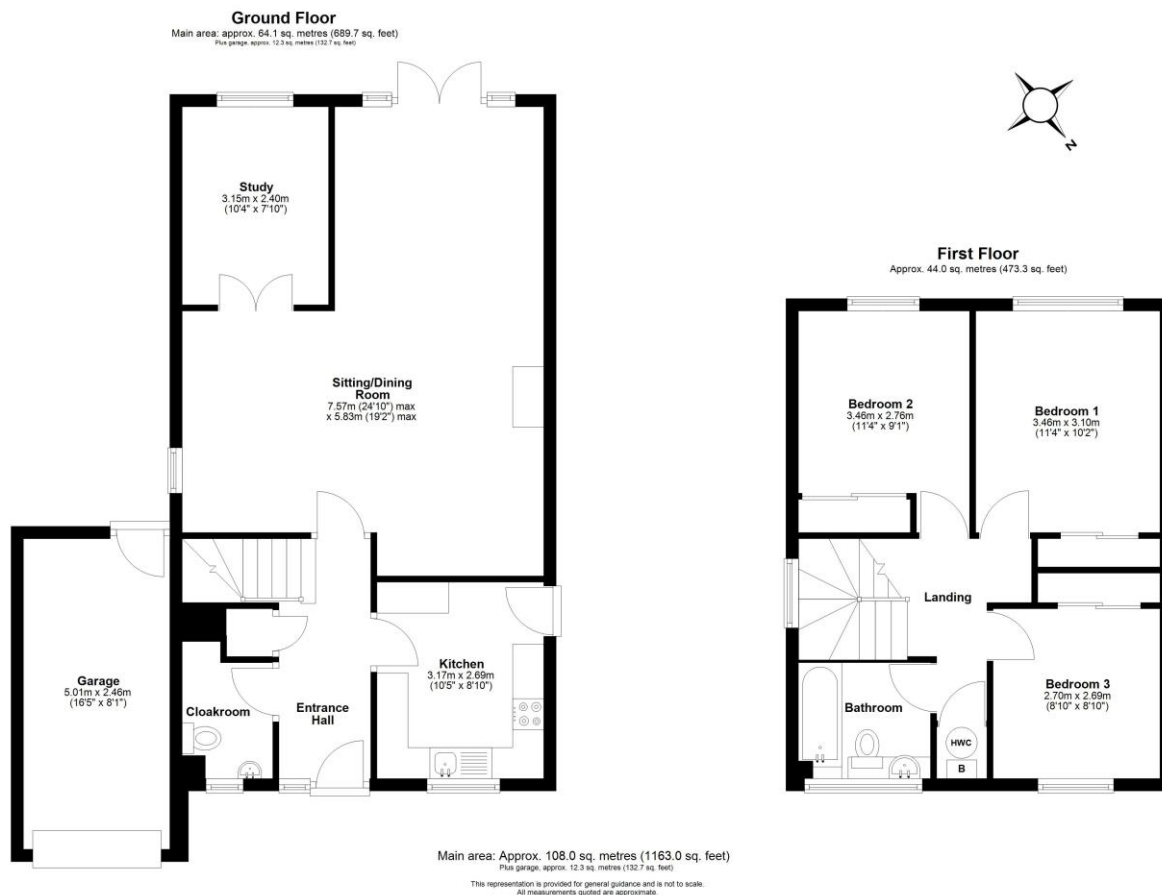 Ground Floor
Main area: approx. 64.1 sq. metres (689.7 sq. feet)
Plus garage, approx. 12.3 sq. metres (132.7 sq. feet)
Study
3.15m x 2.40m
(10'4" x 7'10")
N
First Floor
Approx. 44.0 sq. metres (473.3 sq. feet)
Sitting/Dining
Room
7.57m (24'10") max
x 5.83m (19'2") max
Bedroom 2
3.46m x 2.76m
(11'4" x 9'1")
Bedroom 1
3.46m x 3.10m
(11'4" x 10'2")
Landing
Garage
5.01m x 2.46m
(16'5" x 8'1")
Cloakroom
Entrance
Hall
Kitchen
3.17m x 2.69m
(10'5" x 8'10")
Bathroom
HWC
B
Bedroom 3
2.70m x 2.69m
(8'10" x 8'10")
Main area: Approx. 108.0 sq. metres (1163.0 sq. feet)
Plus garage, approx. 12.3 sq. metres (132.7 sq. feet)
This representation is provided for general guidance and is not to scale.
All measurements quoted are approximate.